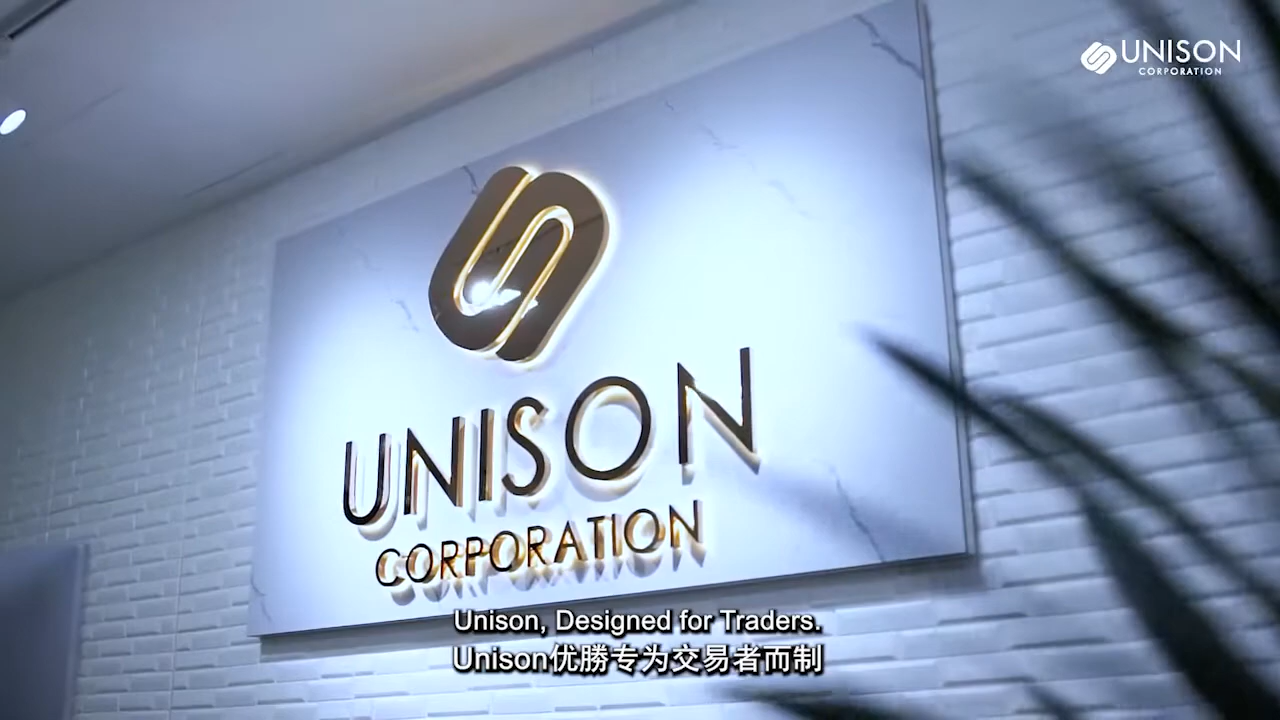 UNISON
CORPORATION
UNISON
CORPORATION
Unison, Designed for Traders.
Unison优勝专为交易者而制